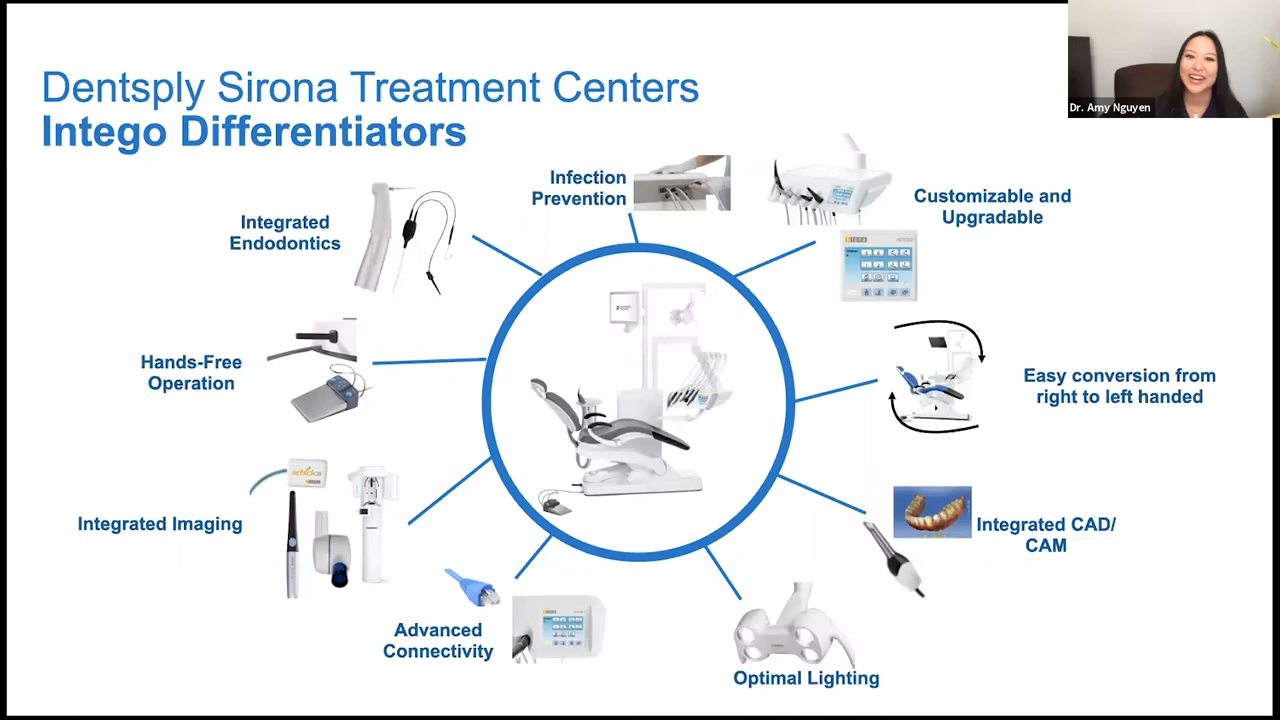 Dentsply Sirona Treatment Centers
Intego Differentiators
Dr. Amy Nguyen
Infection
Prevention
Customizable and
Upgradable
Integrated
Endodontics
Hands-Free
Operation
Easy conversion from
right to left handed
schick
Integrated Imaging
Integrated CAD/
CAM
Advanced
Connectivity
Optimal Lighting